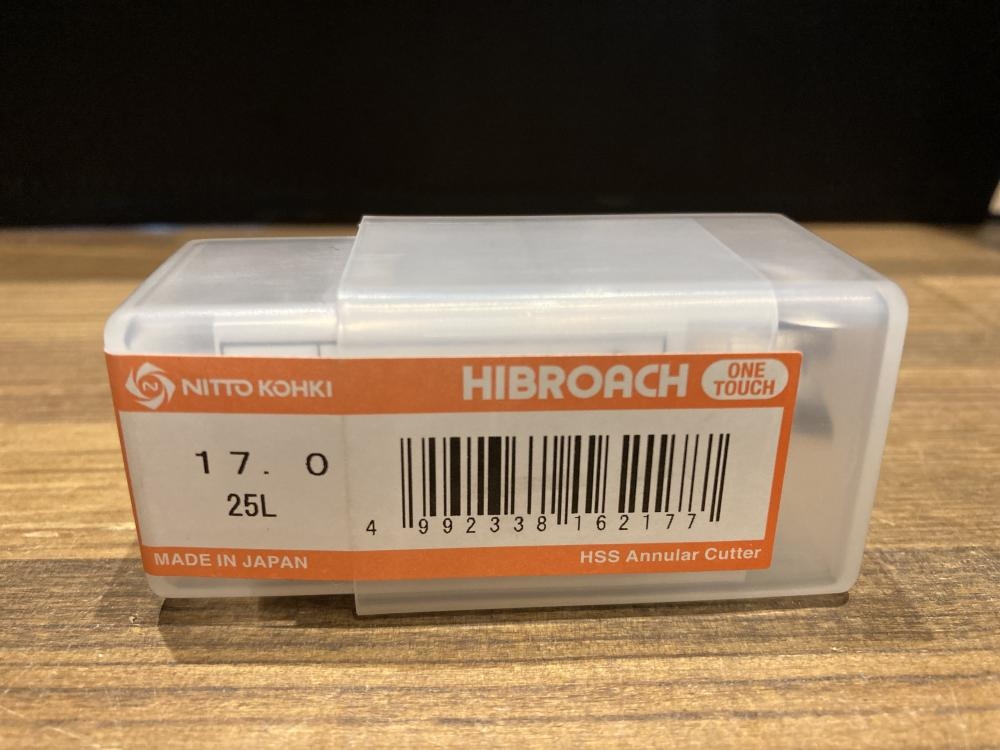 NITTO KOHKI
HIBROACH
ONE
TOUCH
17.0
25L
4 992338 162177
MADE IN JAPAN
HSS Annular Cutter